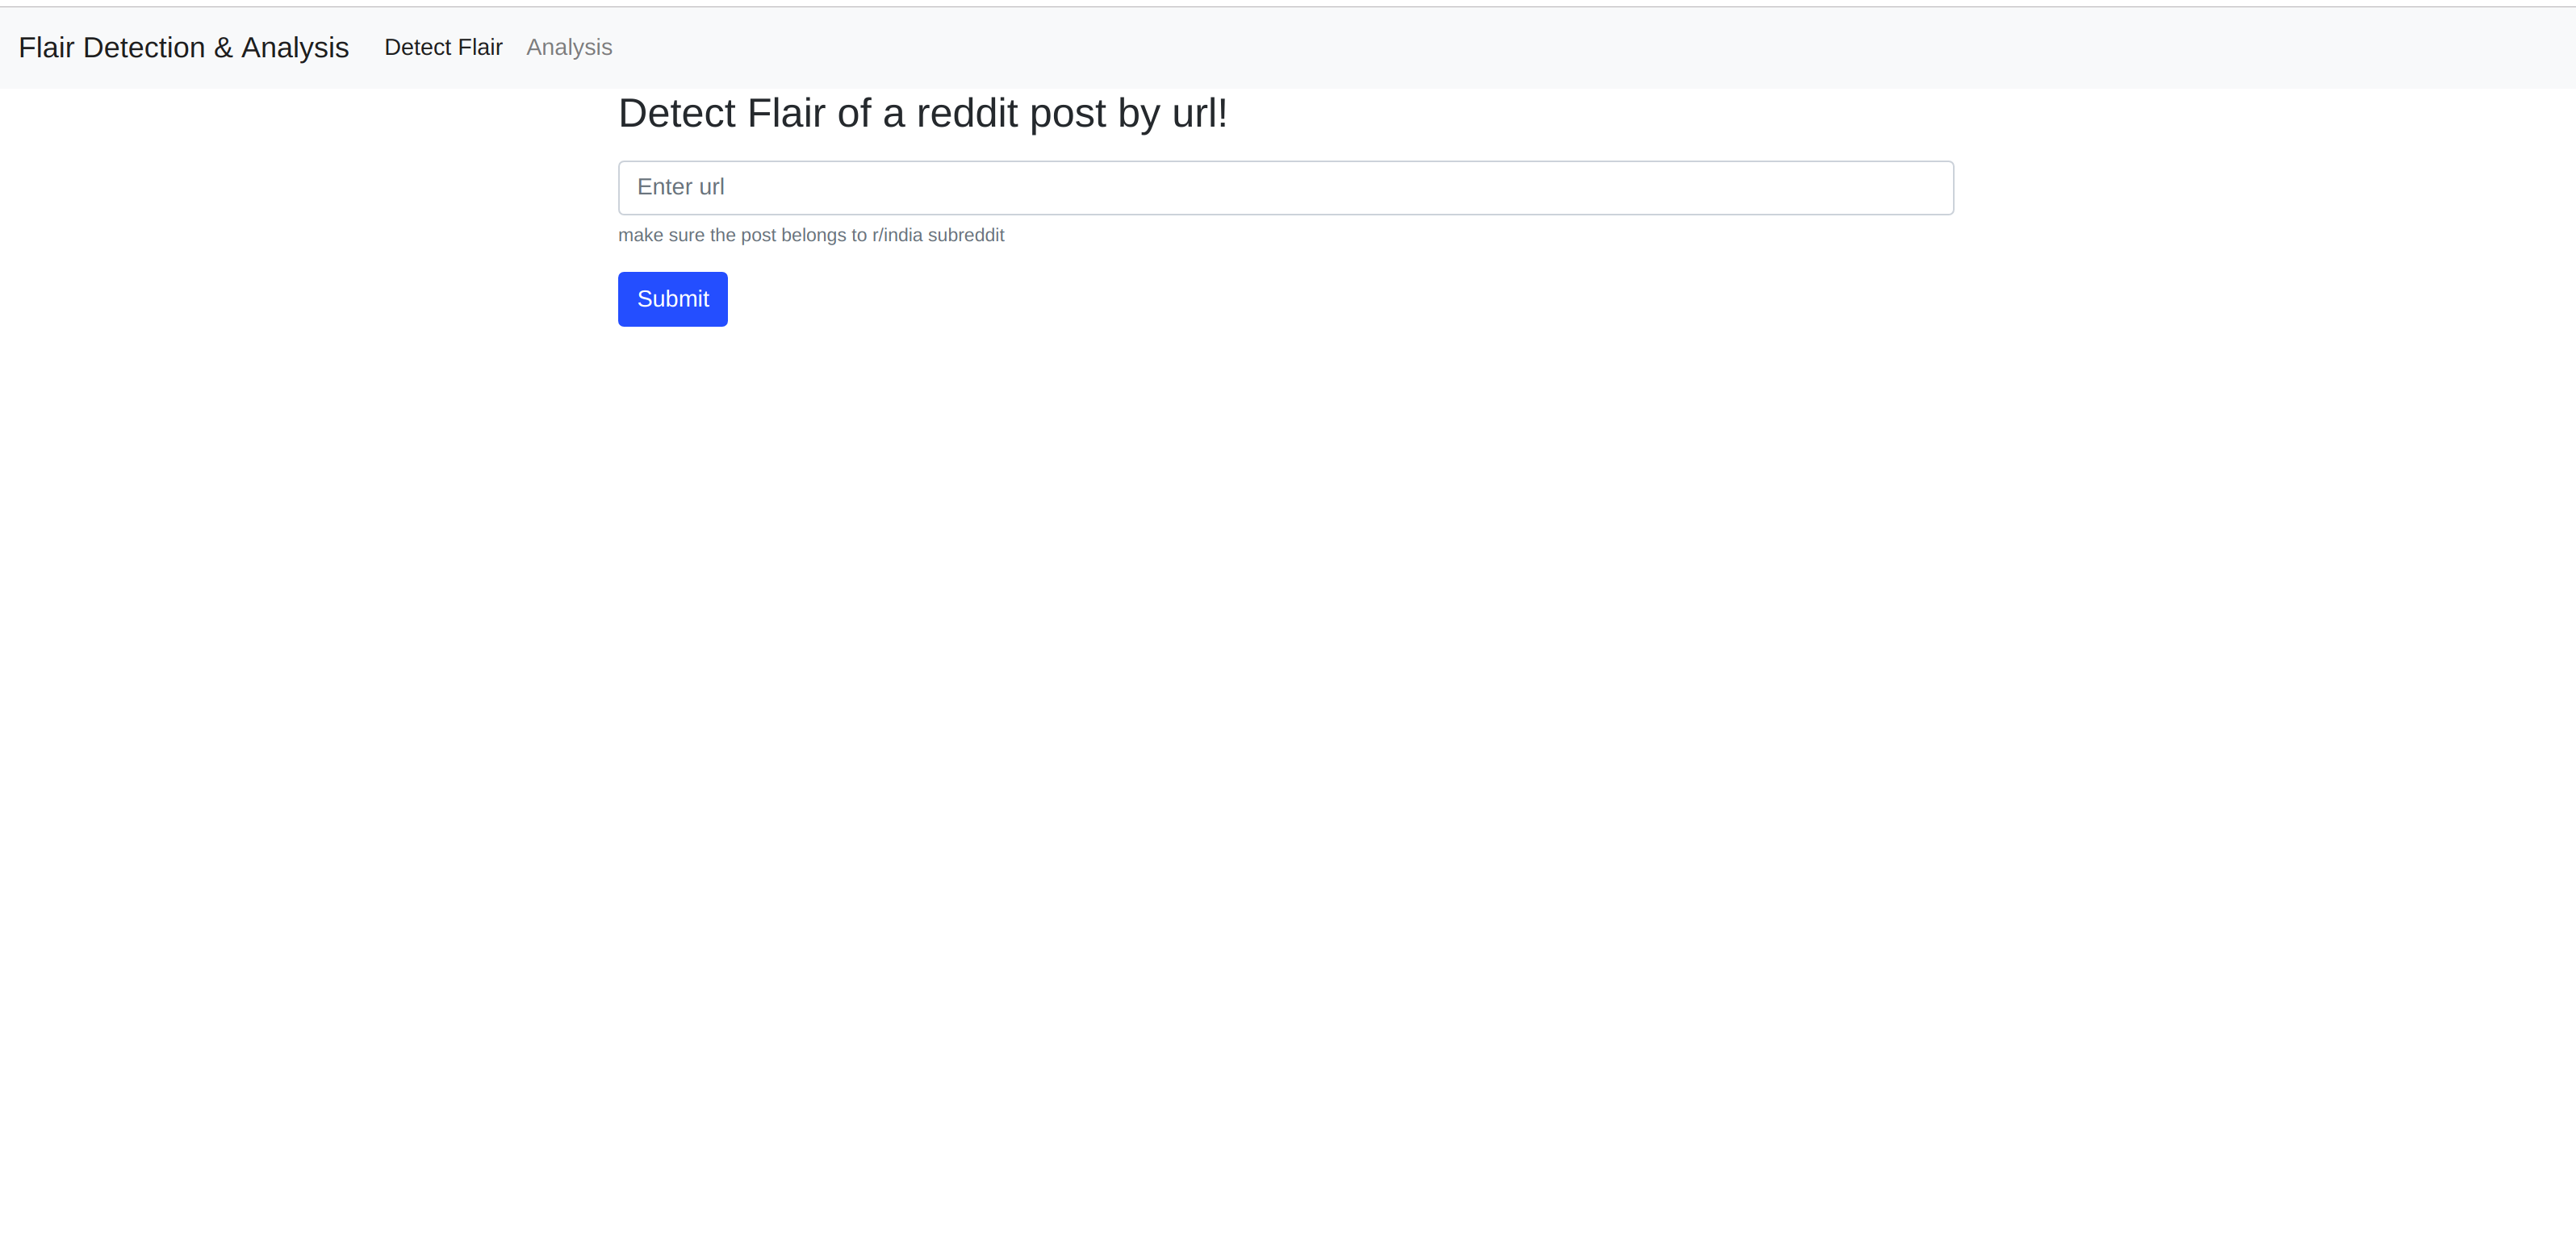 Flair Detection & Analysis Detect Flair Analysis
Detect Flair of a reddit post by url!
Enter url
make sure the post belongs to r/india subreddit
Submit